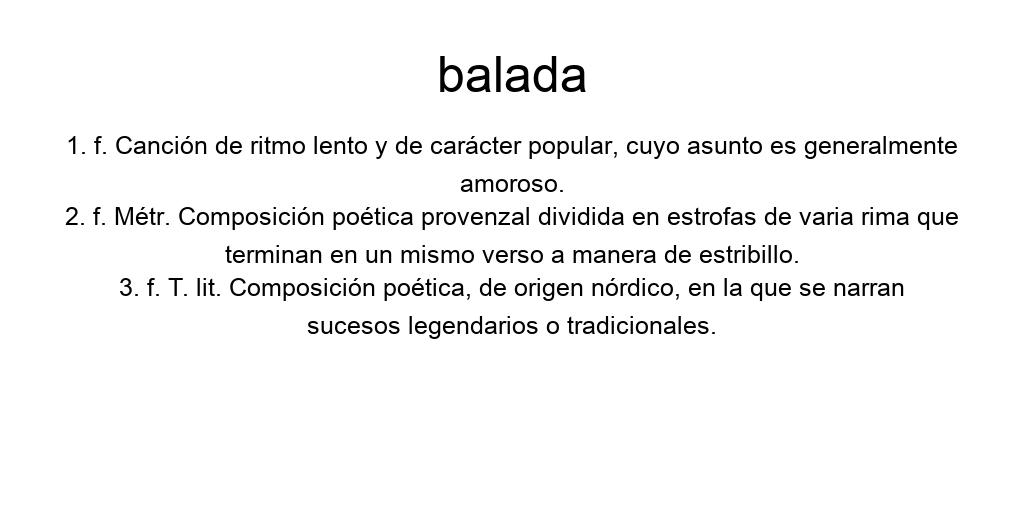 balada
1. f. Canción de ritmo lento y de carácter popular, cuyo asunto es generalmente
amoroso.
2. f. Métr. Composición poética provenzal dividida en estrofas de varia rima que
terminan en un mismo verso a manera de estribillo.
3. f. T. lit. Composición poética, de origen nórdico, en la que se narran
sucesos legendarios o tradicionales.